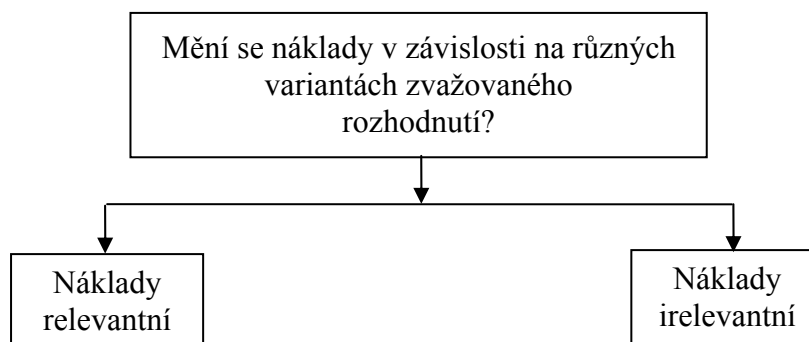 Mění se náklady v závislosti na různých
variantách zvažovaného
rozhodnutí?
Náklady
relevantní
Náklady
irelevantní